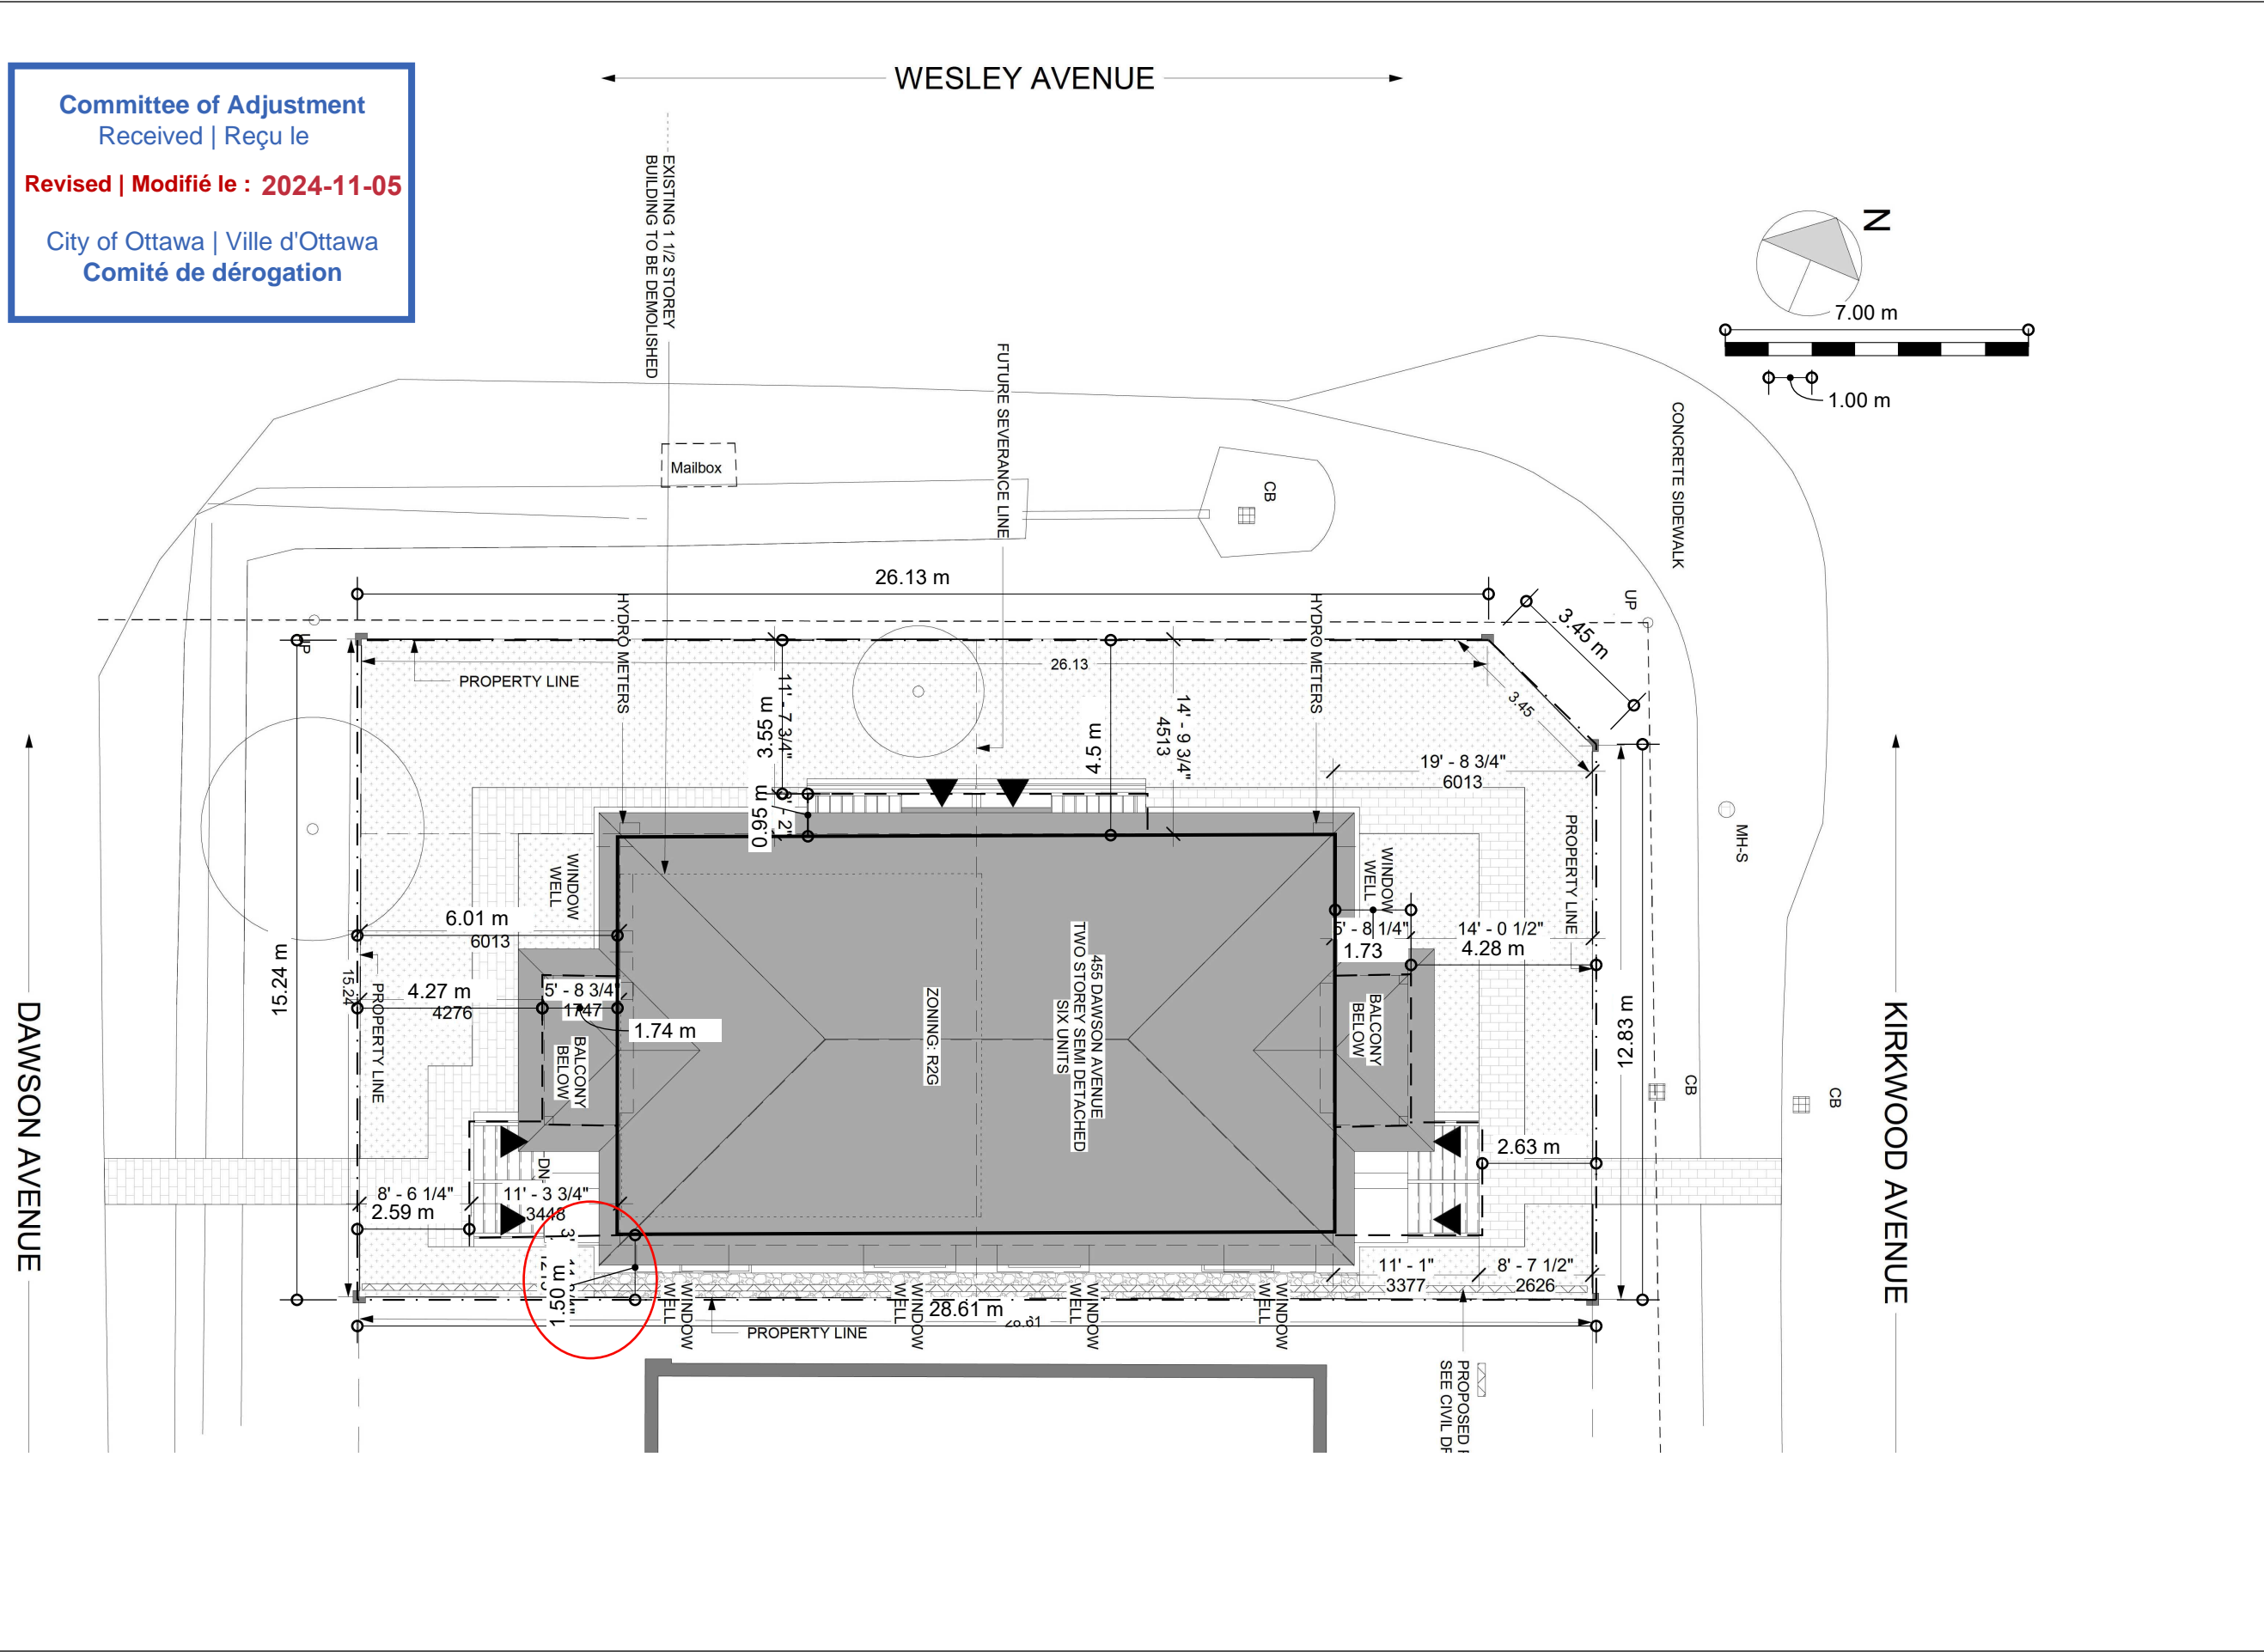 WESLEY AVENUE
Committee of Adjustment
Received | Reçu le
Revised | Modifié le : 2024-11-05
City of Ottawa | Ville d'Ottawa
Comité de dérogation
EXISTING 1 1/2 STOREY
BUILDING TO BE DEMOLISHED
N
7.00 m
1.00 m
FUTURE SEVERANCE LINE
CONCRETE SIDEWALK
Mailbox
CB
26.13 m
HYDRO METERS
HYDRO METERS
UP
3.45 m
UP
26.13
PROPERTY LINE
3.45
11' - 7 3/4"
3.55 m
4.5 m
14' - 9 3/4"
4513
19' - 8 3/4"
6013
3' - 2"
0.95 m
MH-S
PROPERTY LINE
WINDOW
WELL
WINDOW
WELL
6.01 m
6013
5' - 8 1/4"
1.73
14' - 0 1/2"
4.28 m
15.24 m
15.24
PROPERTY LINE
4.27 m
4276
5' - 8 3/4"
1747
1.74 m
BALCONY
BELOW
ZONING: R2G
455 DAWSON AVENUE
TWO STOREY SEMI DETACHED
SIX UNITS
BALCONY
BELOW
12.83 m
CB
CB
DAWSON AVENUE
KIRKWOOD AVENUE
2.63 m
DN
8' - 6 1/4"
2.59 m
11' - 3 3/4"
3448
1.50 m
11' - 1"
3377
8' - 7 1/2"
2626
WINDOW
WELL
WINDOW
WELL
WINDOW
WELL
WINDOW
WELL
28.61 m
PROPERTY LINE
PROPOSED
SEE CIVIL